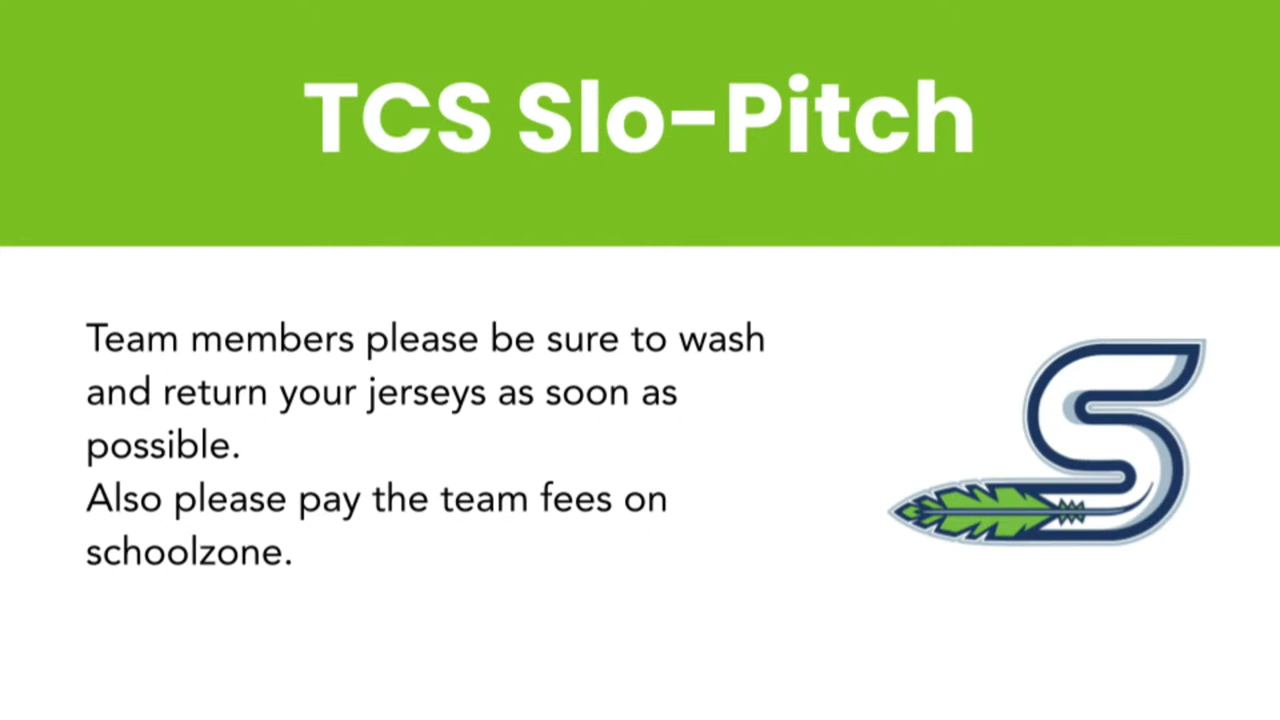 TCS Slo-Pitch
Team members please be sure to wash
and return your jerseys as soon as
possible.
Also please pay the team fees on
schoolzone.
S